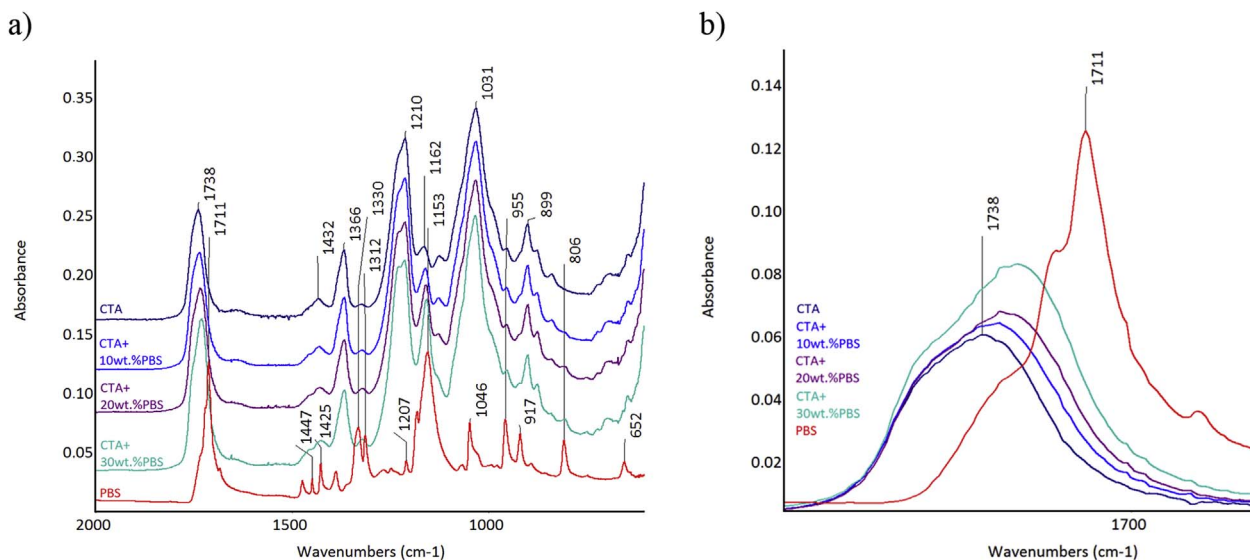 a)
0.35
0.30
0.25
0.20
0.15
0.10
0.05
Absorbance
1738
1711
1432
1366
1330
1312
1210
1162
1153
1031
955
899
806
1447
1425
1207
1046
917
652
CTA
CTA+
10wt.%PBS
CTA+
20wt.%PBS
CTA+
30wt.%PBS
PBS
2000
1500
1000
Wavenumbers (cm-1)
b)
0.14
0.12
0.10
0.08
0.06
0.04
0.02
Absorbance
1738
1711
CTA
CTA+
10wt.%PBS
CTA+
20wt.%PBS
CTA+
30wt.%PBS
PBS
1700
Wavenumbers (cm-1)